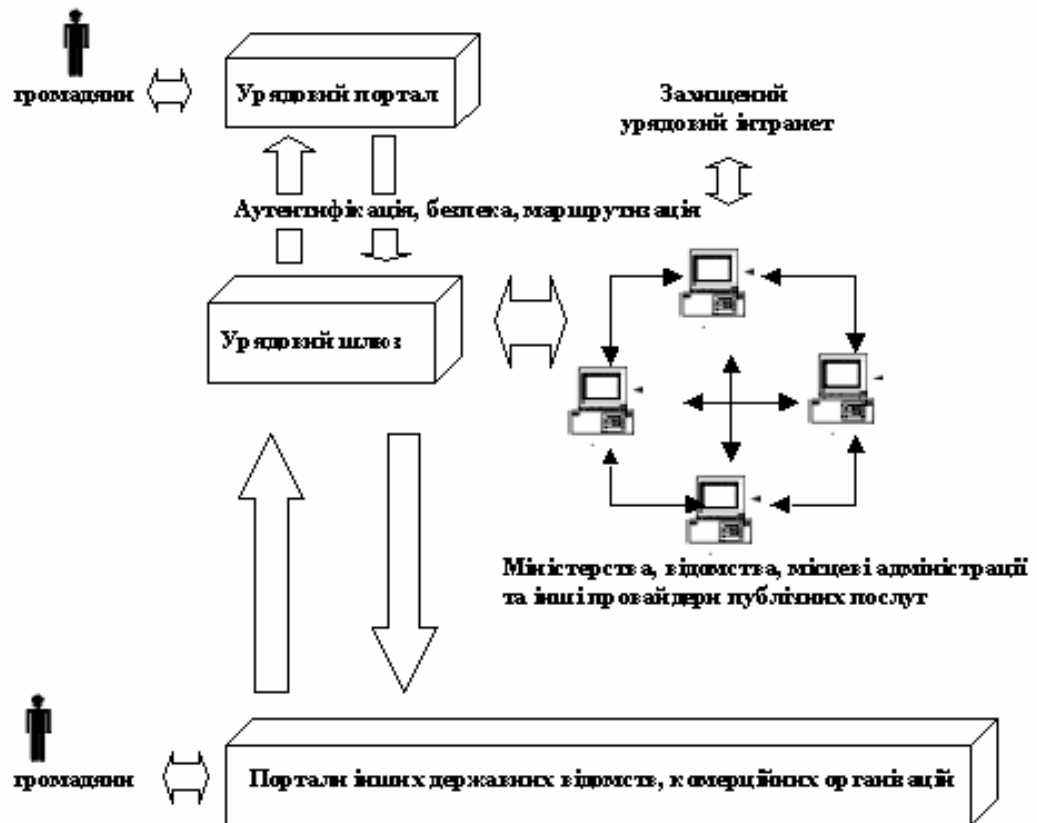 громадяни
Урядовий портал
Захищений
урядовий інтранет
Аутентифікація, безпека, маршрутизація
Урядовий шлюз
Міністерства, відомства, місцеві адміністрації
та інші провайдери публічних послуг
громадяни
Портали інших державних відомств, комерційних організацій